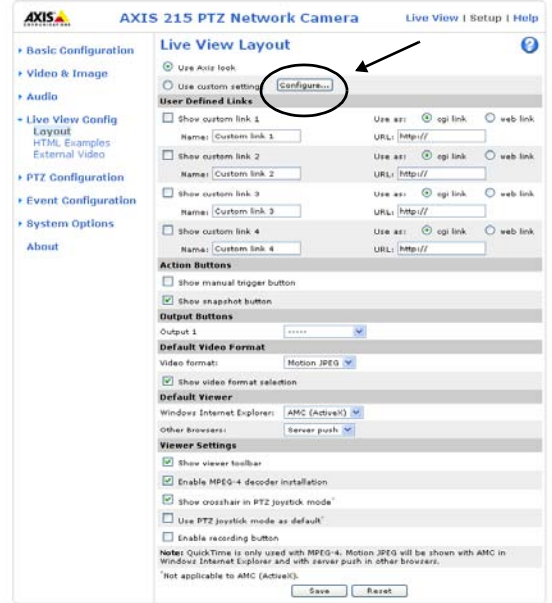 AXIS
COMMUNICATIONS
AXIS 215 PTZ Network Camera
Live View | Setup | Help
Basic Configuration
Video & Image
Audio
Live View Config
Layout
HTML Examples
External Video
PTZ Configuration
Event Configuration
System Options
About
Live View Layout
?
Use Axis look
Use custom settings Configure...
User Defined Links
Show custom link 1 Use as: cgi link web link
Name: Custom link 1 URL: http://
Show custom link 2 Use as: cgi link web link
Name: Custom link 2 URL: http://
Show custom link 3 Use as: cgi link web link
Name: Custom link 3 URL: http://
Show custom link 4 Use as: cgi link web link
Name: Custom link 4 URL: http://
Action Buttons
Show manual trigger button
Show snapshot button
Output Buttons
Output 1 -----
Default Video Format
Video format: Motion JPEG
Show video format selection
Default Viewer
Windows Internet Explorer: AMC (ActiveX)
Other Browsers: Server push
Viewer Settings
Show viewer toolbar
Enable MPEG-4 decoder installation
Show crosshair in PTZ joystick mode*
Use PTZ joystick mode as default*
Enable recording button
Note: QuickTime is only used with MPEG-4. Motion JPEG will be shown with AMC in
Windows Internet Explorer and with server push in other browsers.
*Not applicable to AMC (ActiveX).
Save Reset